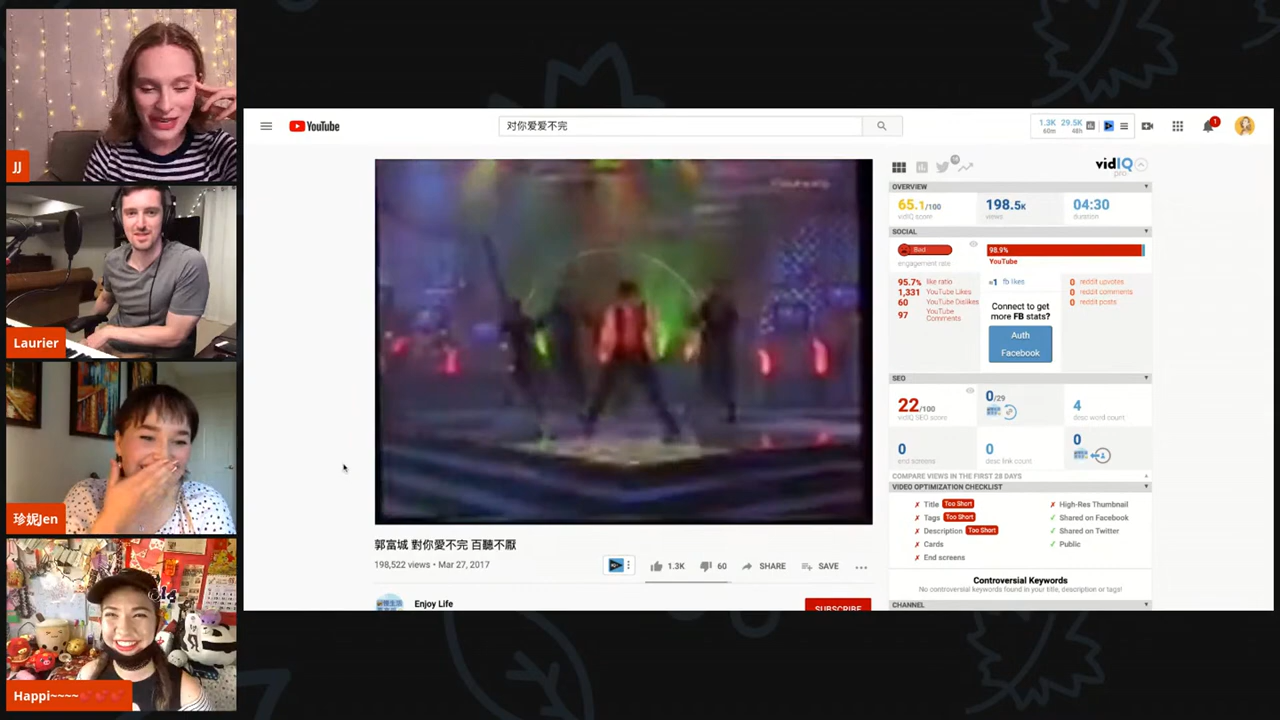 JJ
Laurier
珍妮Jen
Happi~~~~
YouTube
对你爱爱不完
1.3K 29.5K
60m 48h
1
郭富城 對你愛不完 百聽不厭
198,522 views • Mar 27, 2017
1.3K
60
SHARE
SAVE
Enjoy Life
SUBSCRIBE
18
vidIQ
pro
OVERVIEW
65.1/100 198.5K 04:30
vidIQ score views duration
SOCIAL
Bad 98.9%
engagement rate YouTube
95.7% like ratio
1,331 YouTube Likes
60 YouTube Dislikes
97 YouTube Comments
1 fb likes
Connect to get
more FB stats?
Auth
Facebook
0 reddit upvotes
0 reddit comments
0 reddit posts
SEO
22/100 0/29 4
vidIQ SEO score desc word count
0 0 0
end screens desc link count
COMPARE VIEWS IN THE FIRST 28 DAYS
VIDEO OPTIMIZATION CHECKLIST
✗ Title Too Short
✗ Tags Too Short
✗ Description Too Short
✗ Cards
✗ End screens
✗ High-Res Thumbnail
✓ Shared on Facebook
✓ Shared on Twitter
✓ Public
Controversial Keywords
No controversial keywords found in your title, description or tags!
CHANNEL